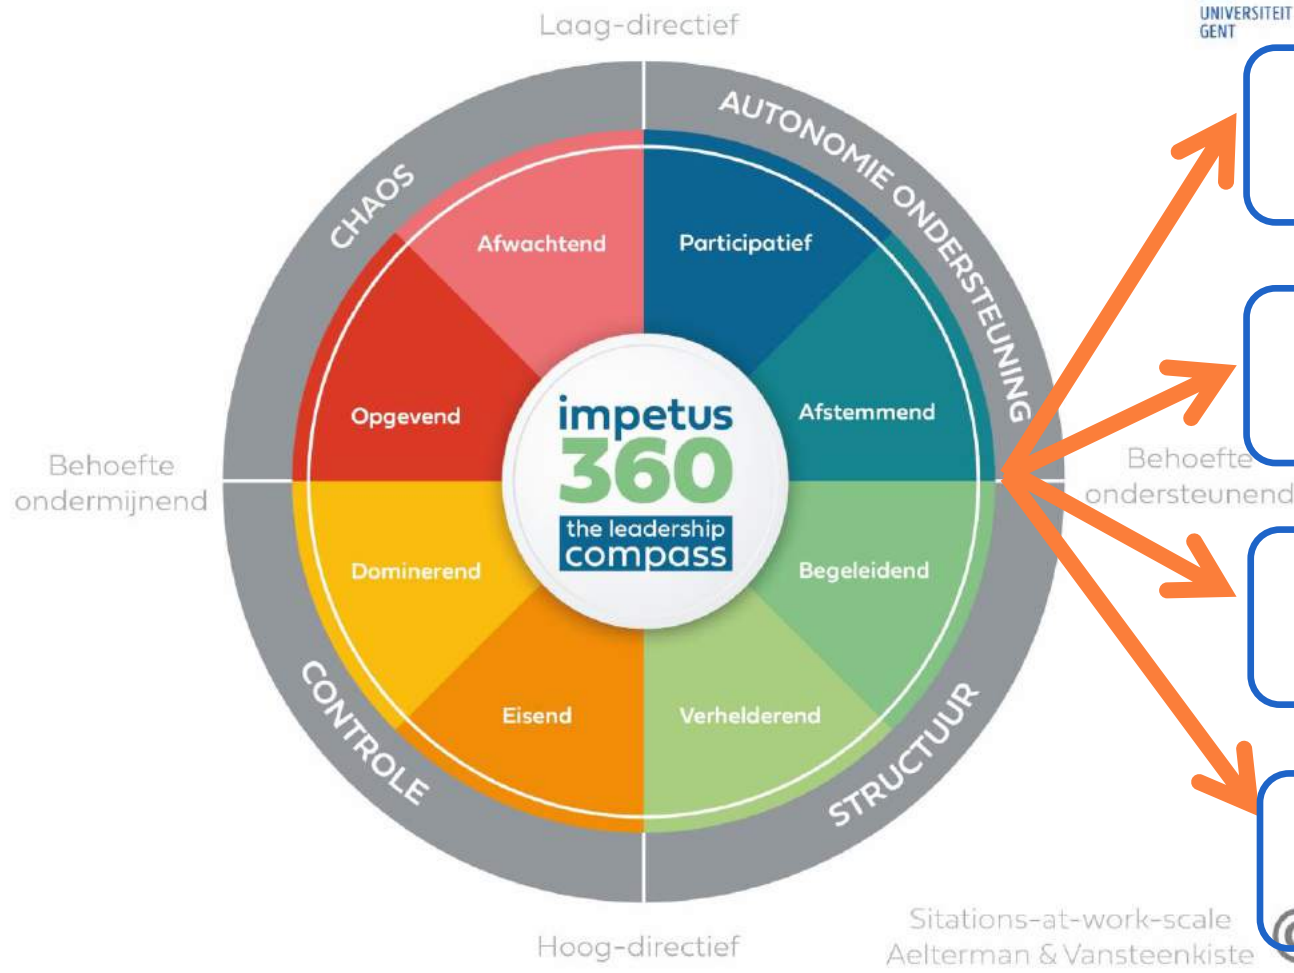 Laag-directief
UNIVERSITEIT
GENT
AUTONOMIE ONDERSTEUNING
CHAOS
Afwachtend
Participatief
Opgevend
Afstemmend
impetus
360
the leadership
compass
Behoefte
ondermijnend
Behoefte
ondersteunend
Dominerend
Begeleidend
Eisend
Verhelderend
CONTROLE
STRUCTUUR
Hoog-directief
Sitations-at-work-scale
Aelterman & Vansteenkiste